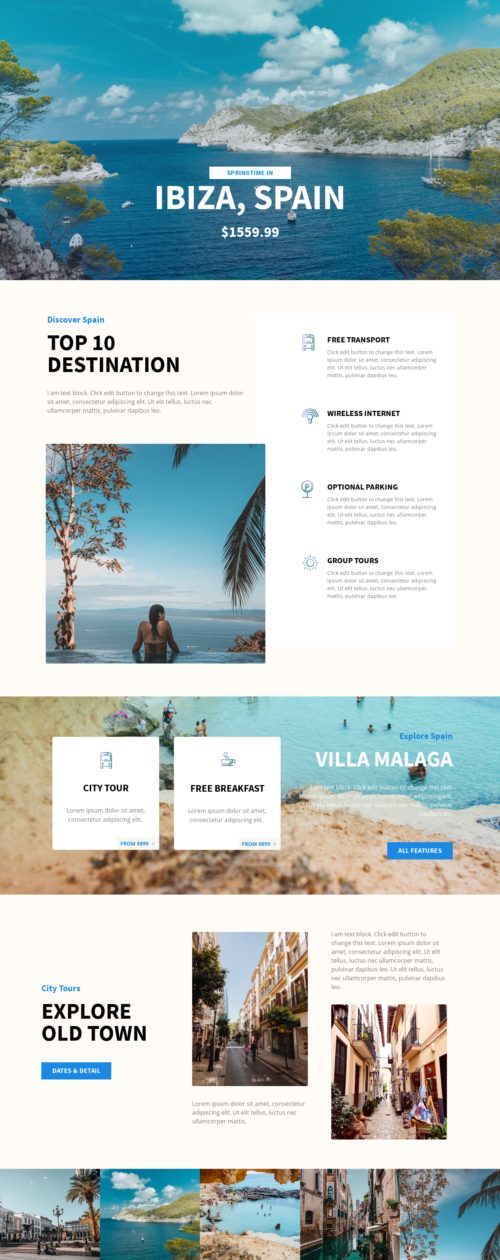 SPRINGTIME IN
IBIZA, SPAIN
$1559.99
Discover Spain
TOP 10
DESTINATION
I am text block. Click edit button to change this text. Lorem ipsum dolor
sit amet, consectetur adipiscing elit. Ut elit tellus, luctus nec
ullamcorper mattis, pulvinar dapibus leo.
FREE TRANSPORT
Click edit button to change this text. Lorem
ipsum dolor sit amet, consectetur adipiscing
elit. Ut elit tellus, luctus nec ullamcorper
mattis, pulvinar dapibus leo.
WIRELESS INTERNET
Click edit button to change this text. Lorem
ipsum dolor sit amet, consectetur adipiscing
elit. Ut elit tellus, luctus nec ullamcorper
mattis, pulvinar dapibus leo.
OPTIONAL PARKING
Click edit button to change this text. Lorem
ipsum dolor sit amet, consectetur adipiscing
elit. Ut elit tellus, luctus nec ullamcorper
mattis, pulvinar dapibus leo.
GROUP TOURS
Click edit button to change this text. Lorem
ipsum dolor sit amet, consectetur adipiscing
elit. Ut elit tellus, luctus nec ullamcorper
mattis, pulvinar dapibus leo.
CITY TOUR
Lorem ipsum dolor sit amet,
consectetur adipiscing elit.
FROM $899 ›
FREE BREAKFAST
Lorem ipsum dolor sit amet,
consectetur adipiscing elit.
FROM $899 ›
Explore Spain
VILLA MALAGA
I am text block. Click edit button to change this
text. Lorem ipsum dolor sit amet, consectetur adipiscing
elit. Ut elit tellus, luctus nec ullamcorper mattis, pulvinar
ALL FEATURES
City Tours
EXPLORE
OLD TOWN
DATES & DETAIL
Lorem ipsum dolor sit amet, consectetur
adipiscing elit. Ut elit tellus, luctus nec
ullamcorper mattis.
I am text block. Click edit button to
change this text. Lorem ipsum dolor
sit amet, consectetur adipiscing elit.
Ut elit tellus, luctus nec
ullamcorper mattis, pulvinar dapibus
leo.